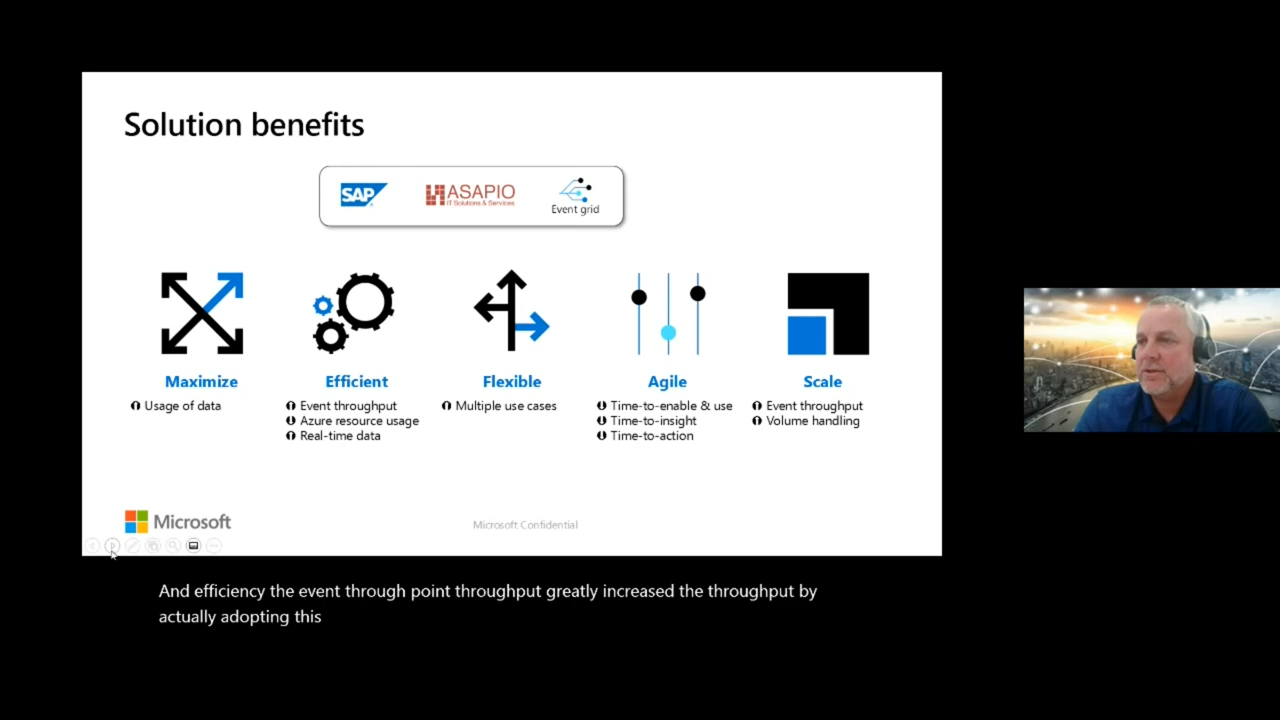 Solution benefits
SAP
ASAPIO
IT Solutions & Services
Event grid
Maximize
Usage of data
Efficient
Event throughput
Azure resource usage
Real-time data
Flexible
Multiple use cases
Agile
Time-to-enable & use
Time-to-insight
Time-to-action
Scale
Event throughput
Volume handling
Microsoft
Microsoft Confidential
And efficiency the event through point throughput greatly increased the throughput by
actually adopting this